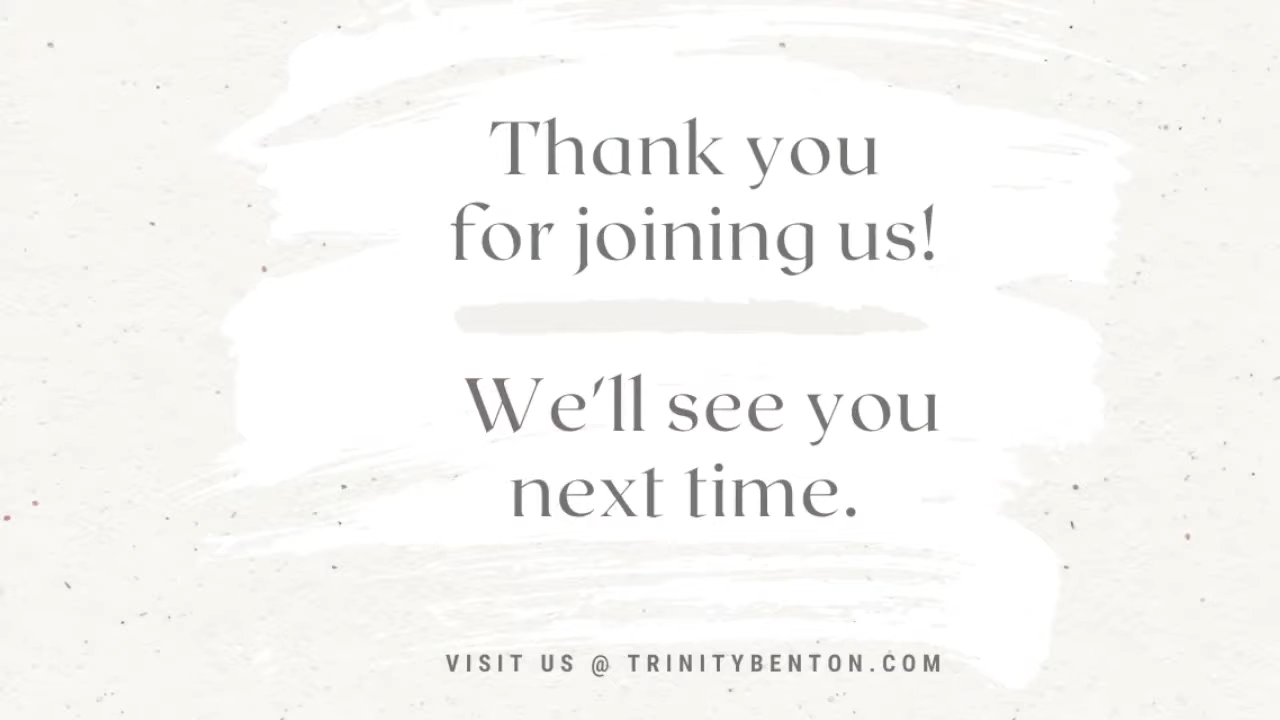 Thank you
for joining us!
We'll see you
next time.
VISIT US @ TRINITYBENTON.COM